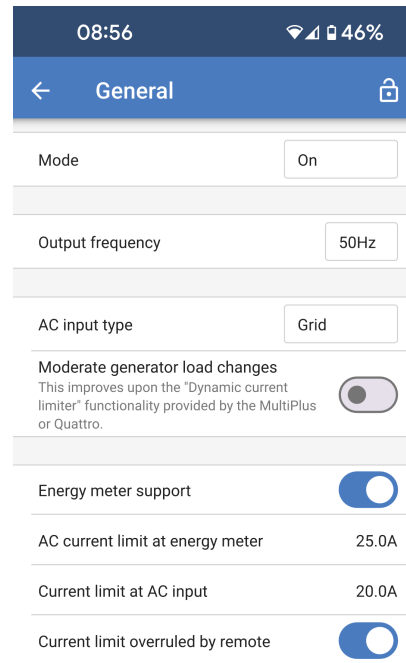 08:56 46%
General
Mode On
Output frequency 50Hz
AC input type Grid
Moderate generator load changes
This improves upon the "Dynamic current
limiter" functionality provided by the MultiPlus
or Quattro.
Energy meter support
AC current limit at energy meter 25.0A
Current limit at AC input 20.0A
Current limit overruled by remote